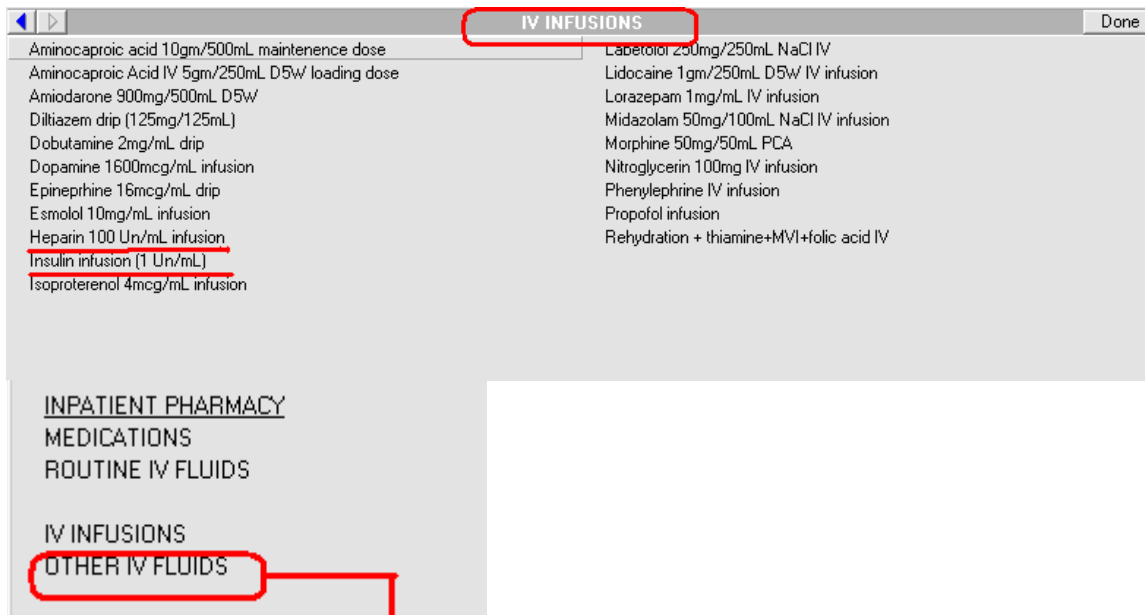 IV INFUSIONS
Done
Aminocaproic acid 10gm/500mL maintenence dose
Aminocaproic Acid IV 5gm/250mL D5W loading dose
Amiodarone 900mg/500mL D5W
Diltiazem drip (125mg/125mL)
Dobutamine 2mg/mL drip
Dopamine 1600mcg/mL infusion
Epineprhine 16mcg/mL drip
Esmolol 10mg/mL infusion
Heparin 100 Un/mL infusion
Insulin infusion (1 Un/mL)
Isoproterenol 4mcg/mL infusion
Labetolol 250mg/250mL NaCl IV
Lidocaine 1gm/250mL D5W IV infusion
Lorazepam 1mg/mL IV infusion
Midazolam 50mg/100mL NaCl IV infusion
Morphine 50mg/50mL PCA
Nitroglycerin 100mg IV infusion
Phenylephrine IV infusion
Propofol infusion
Rehydration + thiamine+MVI+folic acid IV
INPATIENT PHARMACY
MEDICATIONS
ROUTINE IV FLUIDS
IV INFUSIONS
OTHER IV FLUIDS